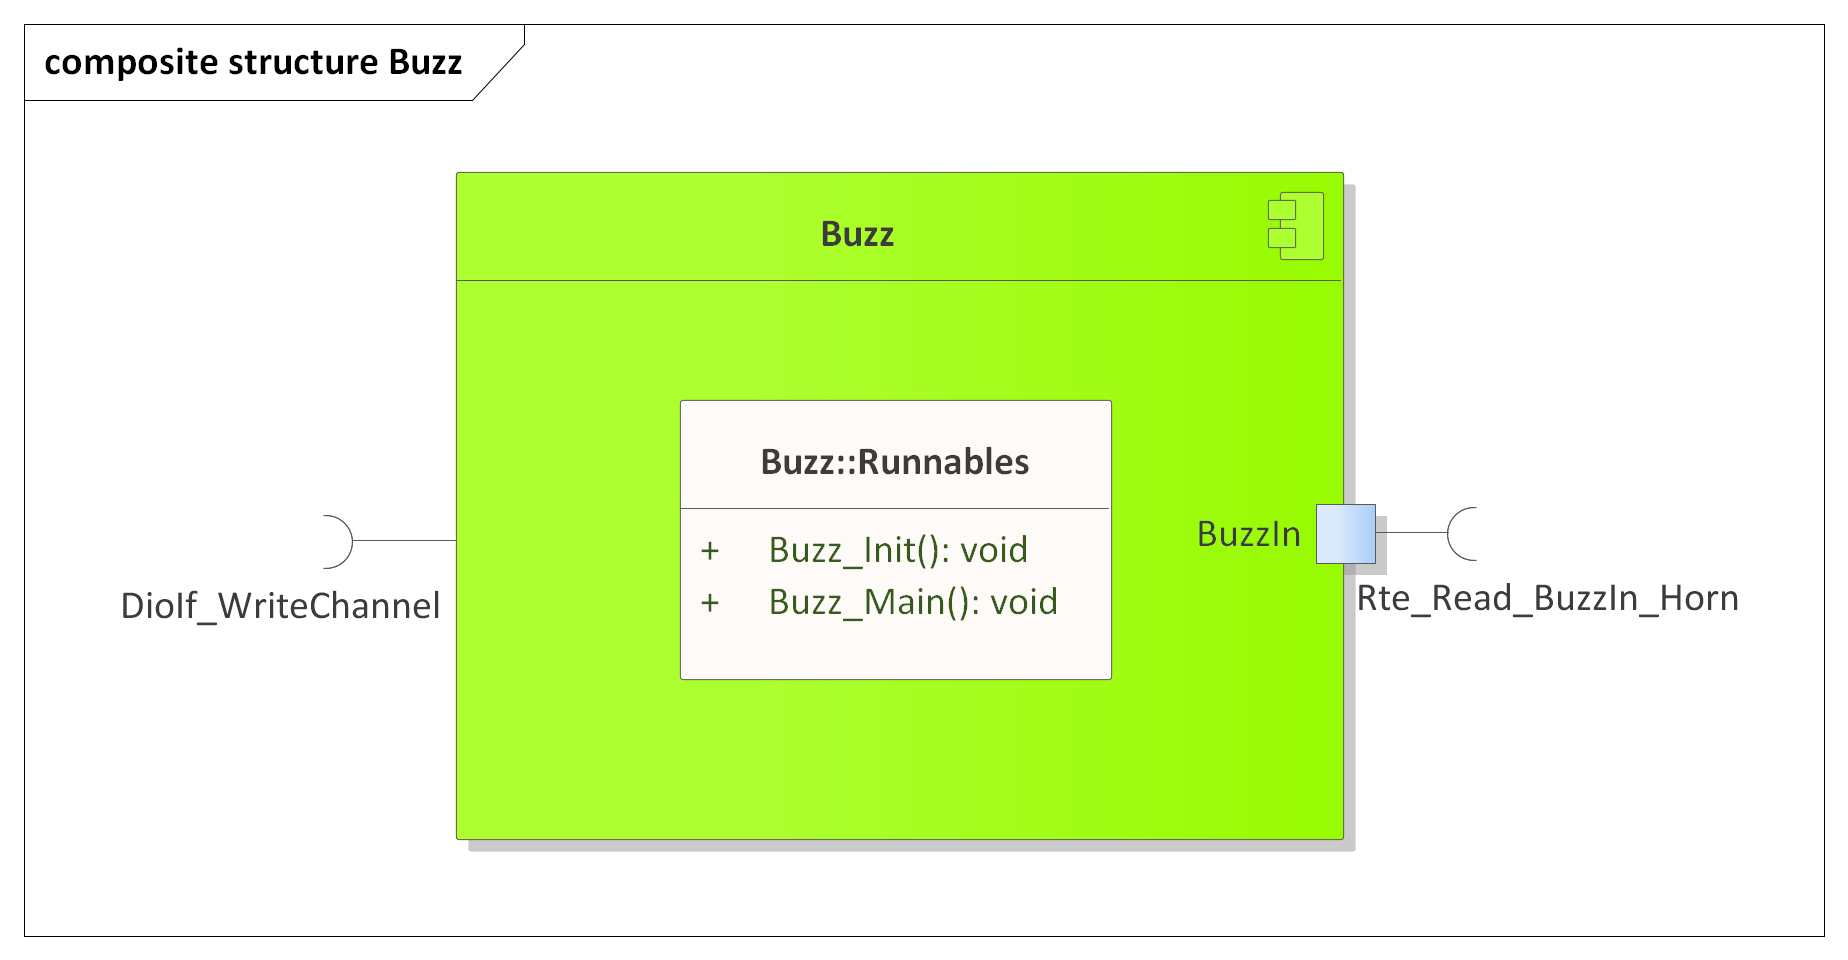 composite structure Buzz
Buzz
Buzz::Runnables
+ Buzz_Init(): void
+ Buzz_Main(): void
BuzzIn
DioIf_WriteChannel
Rte_Read_BuzzIn_Horn